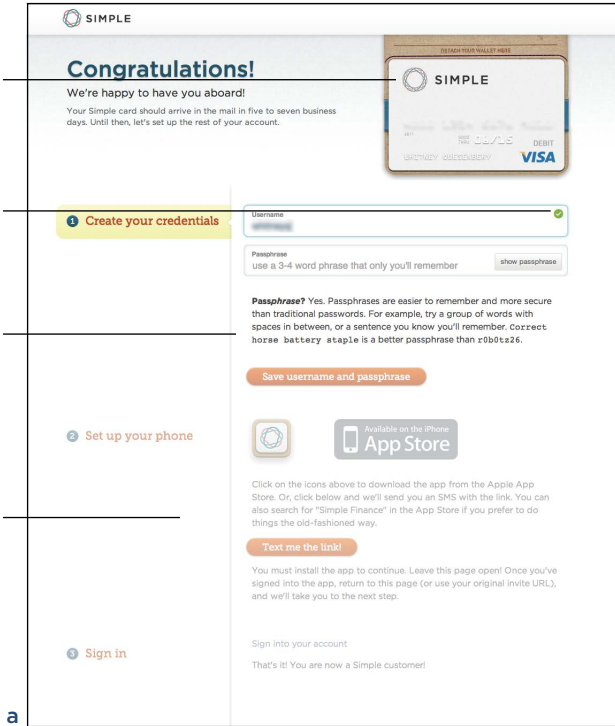 SIMPLE
Congratulations!
We're happy to have you aboard!
Your Simple card should arrive in the mail in five to seven business
days. Until then, let's set up the rest of your account.
DETACH YOUR WALLET HERE
SIMPLE
DEBIT
VISA
1 Create your credentials
Username
Passphrase
use a 3-4 word phrase that only you'll remember
show passphrase
Passphrase? Yes. Passphrases are easier to remember and more secure
than traditional passwords. For example, try a group of words with
spaces in between, or a sentence you know you'll remember. Correct
horse battery staple is a better passphrase than r0b0tz26.
Save username and passphrase
2 Set up your phone
Available on the iPhone
App Store
Click on the icons above to download the app from the Apple App
Store. Or, click below and we'll send you an SMS with the link. You can
also search for "Simple Finance" in the App Store if you prefer to do
things the old-fashioned way.
Text me the link!
You must install the app to continue. Leave this page open! Once you've
signed into the app, return to this page (or use your original invite URL),
and we'll take you to the next step.
3 Sign in
Sign into your account
That's it! You are now a Simple customer!
a